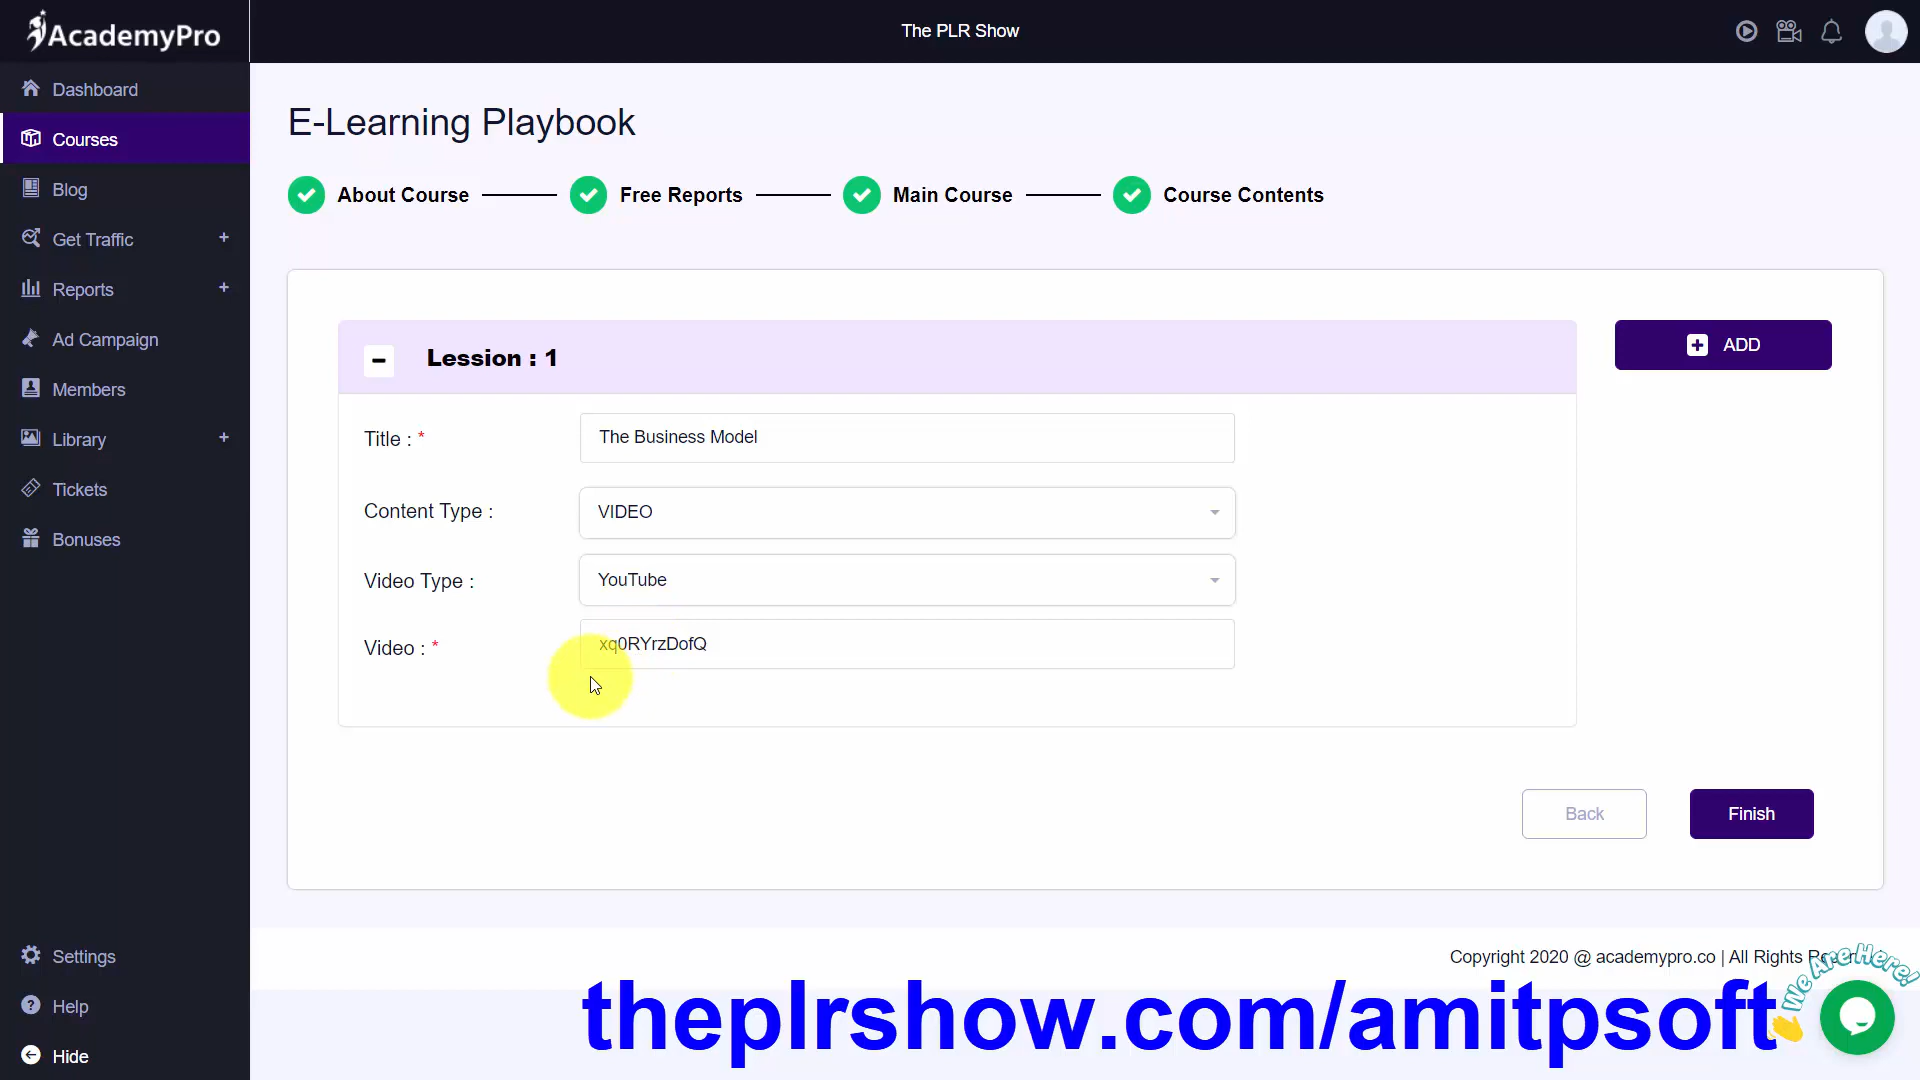 AcademyPro
The PLR Show
Dashboard
Courses
Blog
Get Traffic +
Reports +
Ad Campaign
Members
Library +
Tickets
Bonuses
Settings
? Help
Hide
E-Learning Playbook
About Course
Free Reports
Main Course
Course Contents
- Lession : 1
+ ADD
Title : *
The Business Model
Content Type :
VIDEO
Video Type :
YouTube
Video : *
xq0RYrzDofQ
Back
Finish
Copyright 2020 @ academypro.co | All Rights
We Are Here!
theplrshow.com/amitpsoft